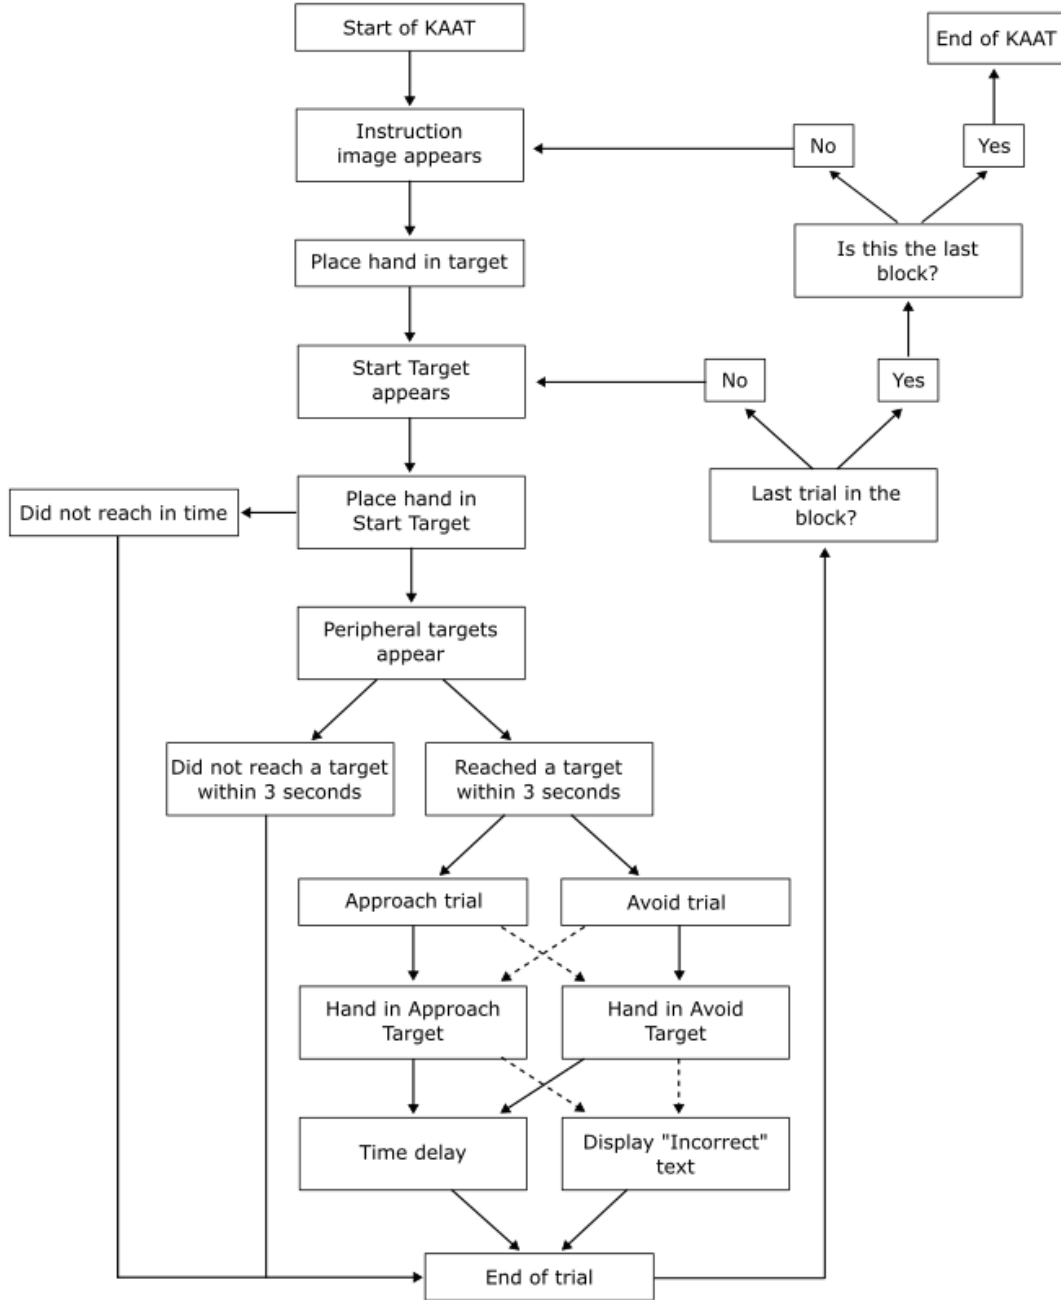 Start of KAAT
End of KAAT
Instruction
image appears
No
Yes
Place hand in target
Is this the last
block?
Start Target
appears
No
Yes
Place hand in
Start Target
Did not reach in time
Last trial in the
block?
Peripheral targets
appear
Did not reach a target
within 3 seconds
Reached a target
within 3 seconds
Approach trial
Avoid trial
Hand in Approach
Target
Hand in Avoid
Target
Time delay
Display "Incorrect"
text
End of trial